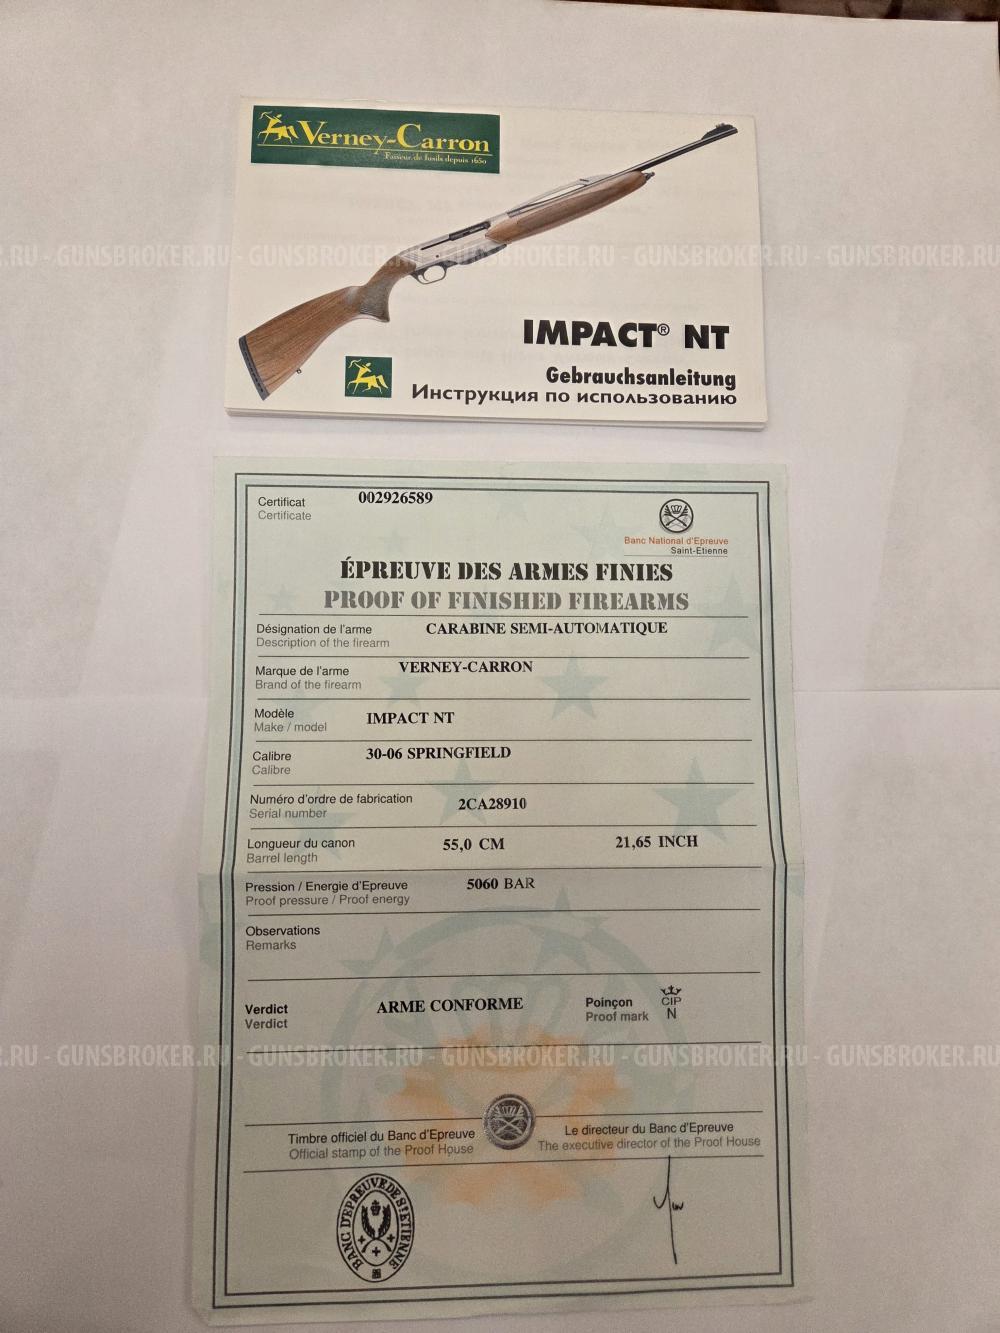 Verney-Carron
Faiseur de fusils depuis 1650
.RU - GUNSBROKER.RU - GUNSBROKER.RU - GUNSBROKER.RU - GUNSBROKER.RU - GUNSBROKER.RU
IMPACT® NT
Gebrauchsanleitung
Инструкция по использованию
Certificat 002926589
Certificate
Banc National d'Epreuve
Saint-Etienne
ÉPREUVE DES ARMES FINIES
PROOF OF FINISHED FIREARMS
Désignation de l'arme CARABINE SEMI-AUTOMATIQUE
Description of the firearm
Marque de l'arme VERNEY-CARRON
Brand of the firearm
Modèle IMPACT NT
Make / model
Calibre 30-06 SPRINGFIELD
Calibre
Numéro d'ordre de fabrication 2CA28910
Serial number
Longueur du canon 55,0 CM 21,65 INCH
Barrel length
Pression / Energie d'Epreuve 5060 BAR
Proof pressure / Proof energy
Observations
Remarks
Verdict ARME CONFORME Poinçon CIP
Verdict Proof mark N
.RU - GUNSBROKER.RU - GUNSBROKER.RU - GUNSBROKER.RU - GUNSBROKER.RU - GUNSBROKER.RU
Timbre officiel du Banc d'Epreuve Le directeur du Banc d'Epreuve
Official stamp of the Proof House The executive director of the Proof House
BANC D'EPREUVE DE ST ETIENNE